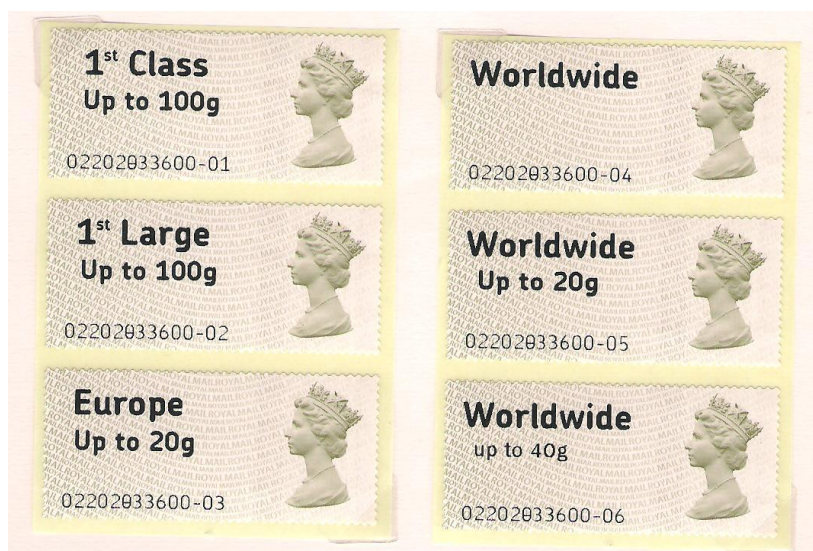 1st Class
Up to 100g
02202033600-01
1st Large
Up to 100g
02202033600-02
Europe
Up to 20g
02202033600-03
Worldwide
02202033600-04
Worldwide
Up to 20g
02202033600-05
Worldwide
up to 40g
02202033600-06